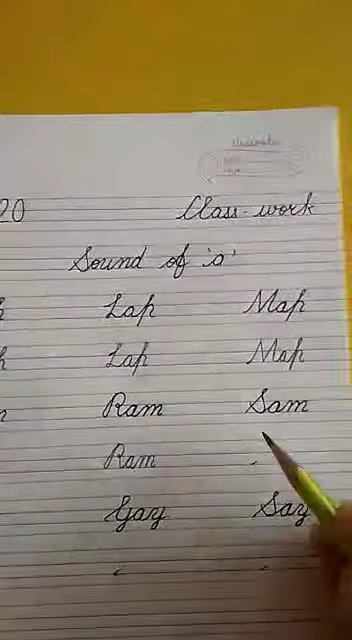 20 Class-work
Sound of 'a'
Lap Map
Lap Map
Ram Sam
Ram
Gay Say